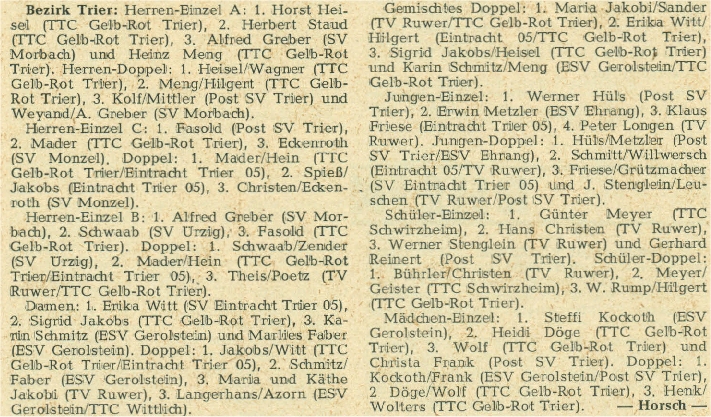 Bezirk Trier: Herren-Einzel A: 1. Horst Hei-
sel (TTC Gelb-Rot Trier), 2. Herbert Staud
(TTC Gelb-Rot Trier), 3. Alfred Greber (SV
Morbach) und Heinz Meng (TTC Gelb-Rot
Trier). Herren-Doppel: 1. Heisel/Wagner (TTC
Gelb-Rot Trier), 2. Meng/Hilgert (TTC Gelb-
Rot Trier), 3. Kolf/Mittler (Post SV Trier) und
Weyand/A. Greber (SV Morbach).
Herren-Einzel C: 1. Fasold (Post SV Trier),
2. Mader (TTC Gelb-Rot Trier), 3. Eckenroth
(SV Monzel). Doppel: 1. Mader/Hein (TTC
Gelb-Rot Trier/Eintracht Trier 05), 2. Spieß/
Jakobs (Eintracht Trier 05), 3. Christen/Ecken-
roth (SV Monzel).
Herren-Einzel B: 1. Alfred Greber (SV Mor-
bach), 2. Schwaab (SV Ürzig), 3. Fasold (TTC
Gelb-Rot Trier). Doppel: 1. Schwaab/Zender
(SV Ürzig), 2. Mader/Hein (TTC Gelb-Rot
Trier/Eintracht Trier 05), 3. Theis/Poetz (TV
Ruwer/TTC Gelb-Rot Trier).
Damen: 1. Erika Witt (SV Eintracht Trier 05),
2. Sigrid Jakobs (TTC Gelb-Rot Trier), 3. Ka-
rin Schmitz (ESV Gerolstein) und Marlies Faber
(ESV Gerolstein). Doppel: 1. Jakobs/Witt (TTC
Gelb-Rot Trier/Eintracht Trier 05), 2. Schmitz/
Faber (ESV Gerolstein), 3, Maria und Käthe
Jakobi (TV Ruwer), 3. Langerhans/Azorn (ESV
Gerolstein/TTC Wittlich).
Gemischtes Doppel: 1. Maria Jakobi/Sander
(TV Ruwer/TTC Gelb-Rot Trier), 2. Erika Witt/
Hilgert (Eintracht 05/TTC Gelb-Rot Trier),
3. Sigrid Jakobs/Heisel (TTC Gelb-Rot Trier)
und Karin Schmitz/Meng (ESV Gerolstein/TTC
Gelb-Rot Trier).
Jungen-Einzel: 1. Werner Hüls (Post SV
Trier), 2. Erwin Metzler (ESV Ehrang), 3. Klaus
Friese (Eintracht Trier 05), 4. Peter Longen (TV
Ruwer). Jungen-Doppel: 1. Hüls/Metzler (Post
SV Trier/ESV Ehrang), 2. Schmitt/Willwersch
(Eintracht 05/TV Ruwer), 3. Friese/Grützmacher
(SV Eintracht Trier 05) und J. Stenglein/Leu-
schen (TV Ruwer/Post SV Trier).
Schüler-Einzel: 1. Günter Meyer (TTC
Schwirzheim), 2. Hans Christen (TV Ruwer),
3. Werner Stenglein (TV Ruwer) und Gerhard
Reinert (Post SV Trier). Schüler-Doppel:
1. Bührler/Christen (TV Ruwer), 2. Meyer/
Geister (TTC Schwirzheim), 3. W. Rump/Hilgert
(TTC Gelb-Rot Trier).
Mädchen-Einzel: 1. Steffi Kockoth (ESV
Gerolstein), 2. Heidi Döge (TTC Gelb-Rot
Trier), 3. Wolf (TTC Gelb-Rot Trier) und
Christa Frank (Post SV Trier). Doppel: 1.
Kockoth/Frank (ESV Gerolstein/Post SV Trier),
2 Döge/Wolf (TTC Gelb-Rot Trier), 3. Henk/
Wolters (TTC Gelb-Rot Trier). — Horsch —